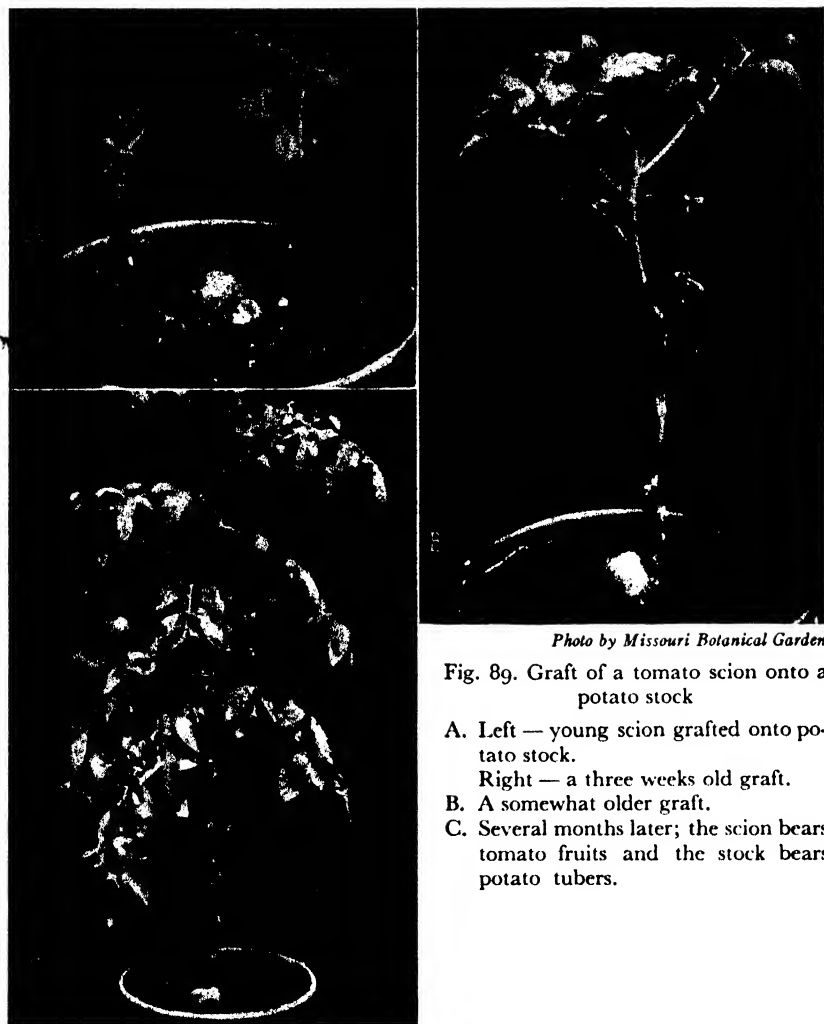 Photo by Missouri Botanical Garden
Fig. 89. Graft of a tomato scion onto a
potato stock
A. Left — young scion grafted onto po-
tato stock.
Right — a three weeks old graft.
B. A somewhat older graft.
C. Several months later; the scion bears
tomato fruits and the stock bears
potato tubers.